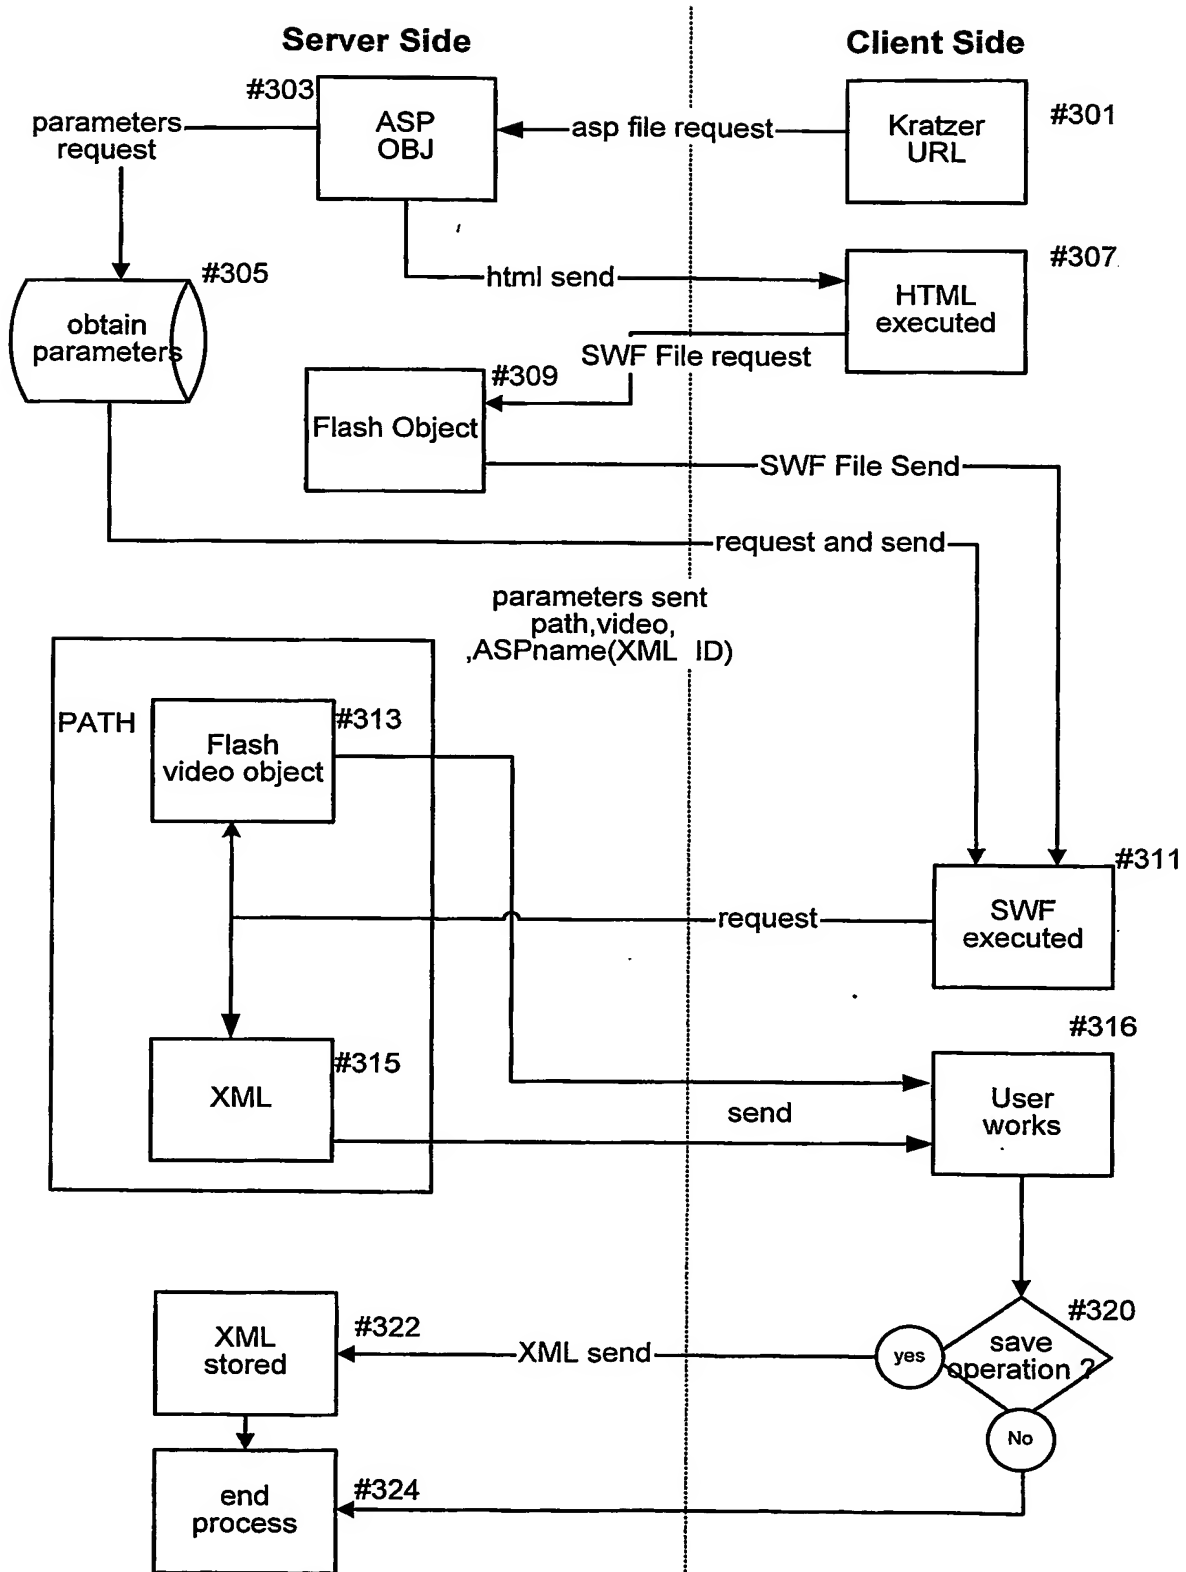 Server Side
Client Side
#303
ASP
OBJ
parameters
request
asp file request
Kratzer
URL
#301
#305
obtain
parameters
html send
#307
HTML
executed
SWF File request
#309
Flash Object
SWF File Send
request and send
parameters sent
path,video,
,ASPname(XML ID)
PATH
#313
Flash
video object
#311
SWF
executed
request
#315
XML
#316
User
works
send
#320
save
operation ?
yes
No
XML send
#322
XML
stored
#324
end
process